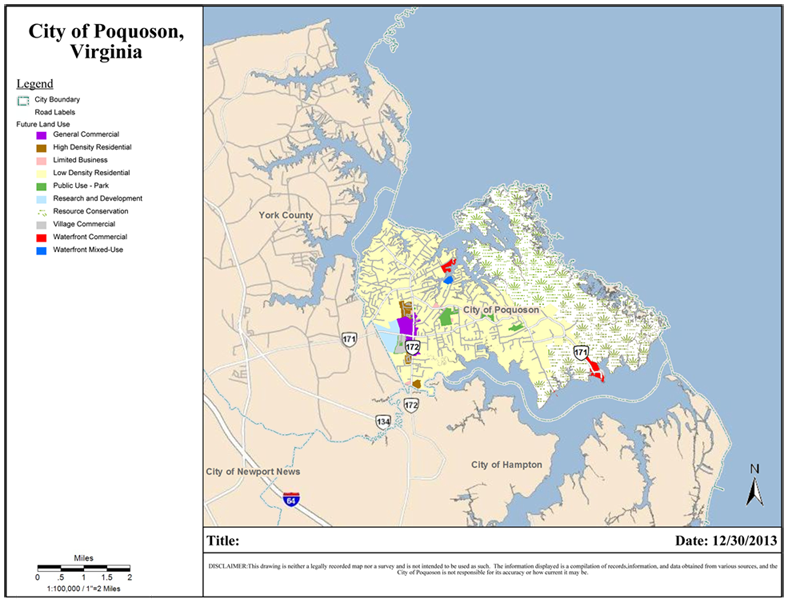 City of Poquoson,
Virginia
Legend
City Boundary
Road Labels
Future Land Use
General Commercial
High Density Residential
Limited Business
Low Density Residential
Public Use - Park
Research and Development
Resource Conservation
Village Commercial
Waterfront Commercial
Waterfront Mixed-Use
York County
City of Poquoson
171
172
171
172
134
City of Newport News
City of Hampton
64
N
Miles
0 .5 1 1.5 2
1:100,000 / 1"=2 Miles
Title:
Date: 12/30/2013
DISCLAIMER:This drawing is neither a legally recorded map nor a survey and is not intended to be used as such. The information displayed is a compilation of records,information, and data obtained from various sources, and the
City of Poquoson is not responsible for its accuracy or how current it may be.